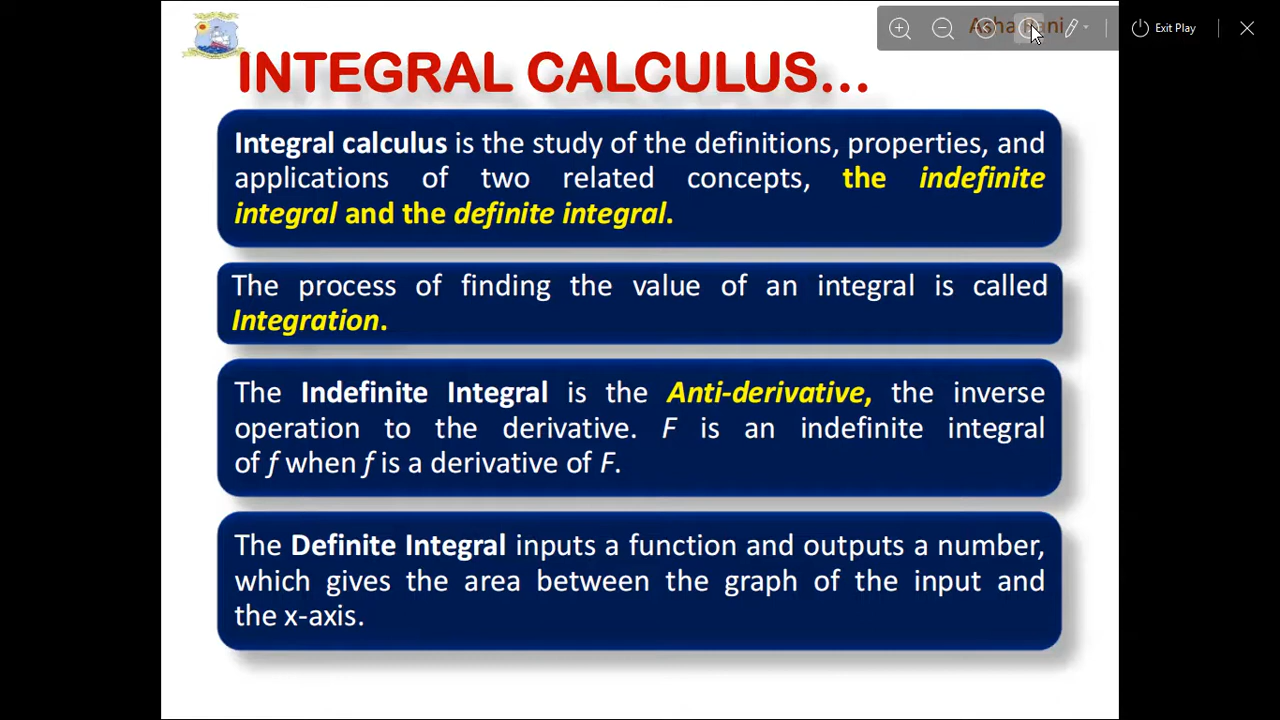 Exit Play
INTEGRAL CALCULUS...
Integral calculus is the study of the definitions, properties, and
applications of two related concepts, the indefinite
integral and the definite integral.
The process of finding the value of an integral is called
Integration.
The Indefinite Integral is the Anti-derivative, the inverse
operation to the derivative. F is an indefinite integral
of f when f is a derivative of F.
The Definite Integral inputs a function and outputs a number,
which gives the area between the graph of the input and
the x-axis.